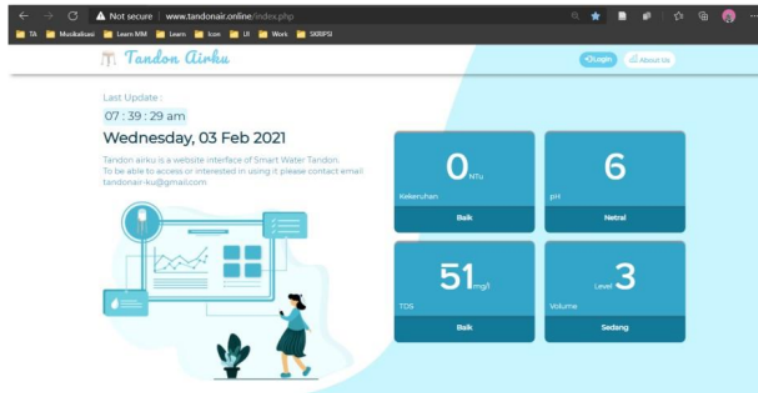 Not secure | www.tandonair.online/index.php
TA Musikalisasi Learn MM Learn Icon UI Work SKRIPSI
Tandon Airku
Login About Us
Last Update :
07 : 39 : 29 am
Wednesday, 03 Feb 2021
Tandon airku is a website interface of Smart Water Tandon.
To be able to access or interested in using it please contact email
tandonair-ku@gmail.com
0 NTu
Kekeruhan
Baik
6
pH
Netral
51 mg/l
TDS
Baik
Level 3
Volume
Sedang